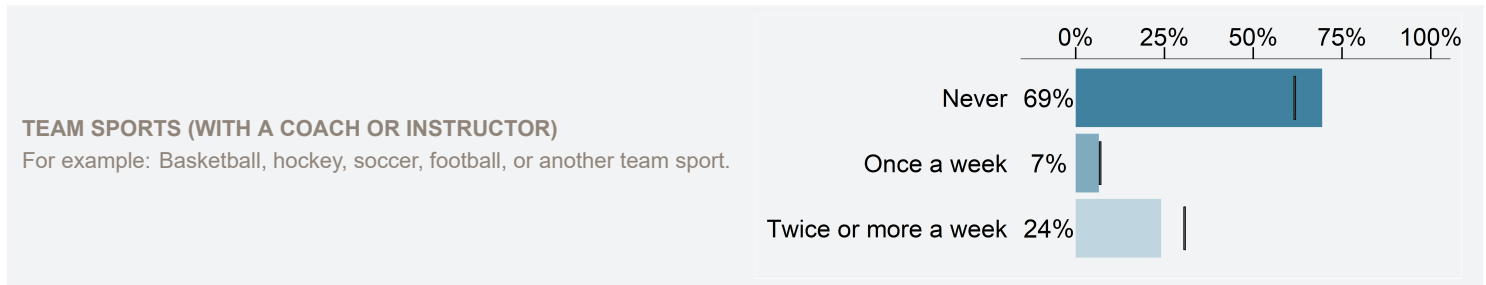 TEAM SPORTS (WITH A COACH OR INSTRUCTOR)
For example: Basketball, hockey, soccer, football, or another team sport.
0% 25% 50% 75% 100%
Never 69%
Once a week 7%
Twice or more a week 24%